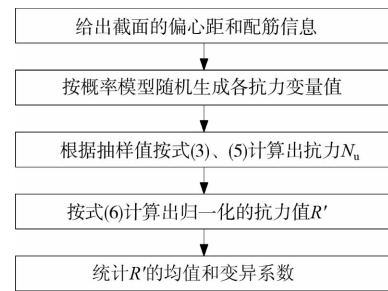 给出截面的偏心距和配筋信息
按概率模型随机生成各抗力变量值
根据抽样值按式(3)、(5)计算出抗力Nu
按式(6)计算出归一化的抗力值R′
统计R′的均值和变异系数